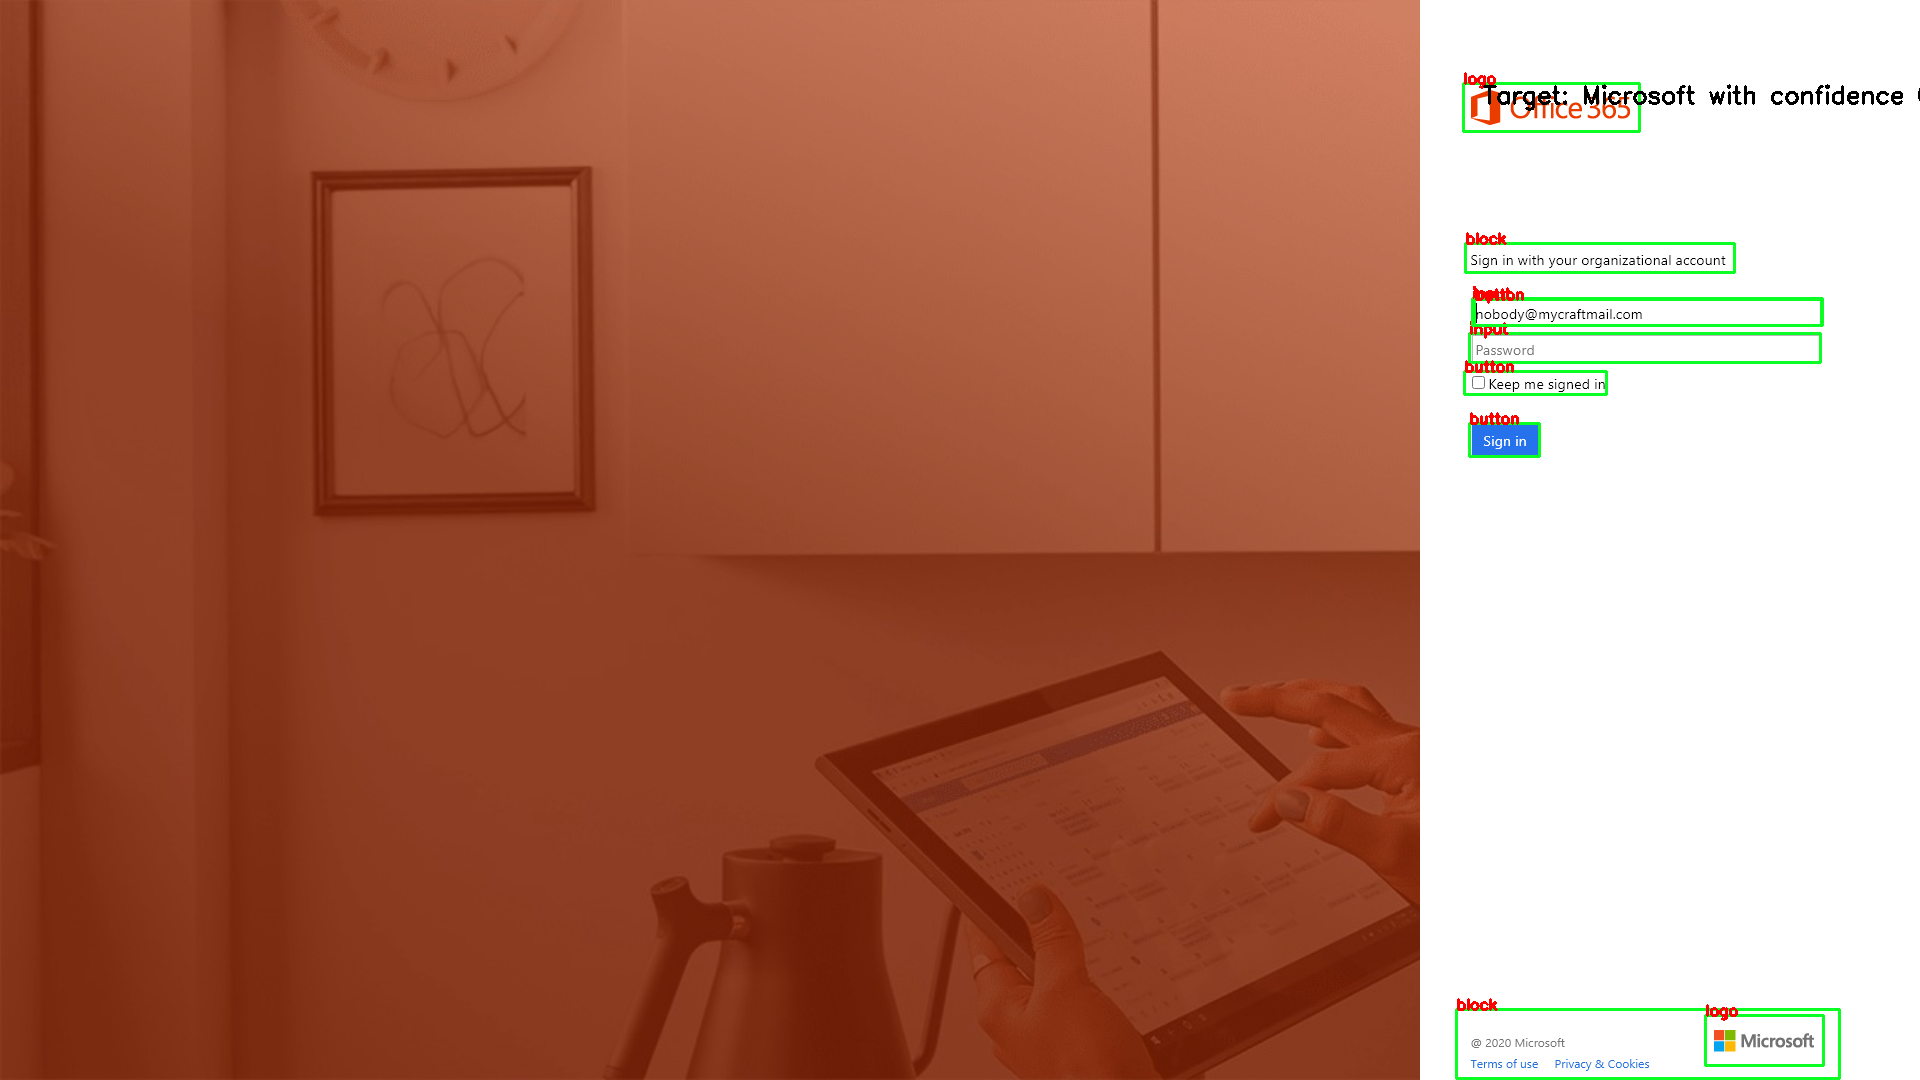 logo
Target: Microsoft with confidence
Office 365
block
Sign in with your organizational account
button
nobody@mycraftmail.com
input
Password
button
Keep me signed in
button
Sign in
block
logo
@ 2020 Microsoft
Microsoft
Terms of use Privacy & Cookies